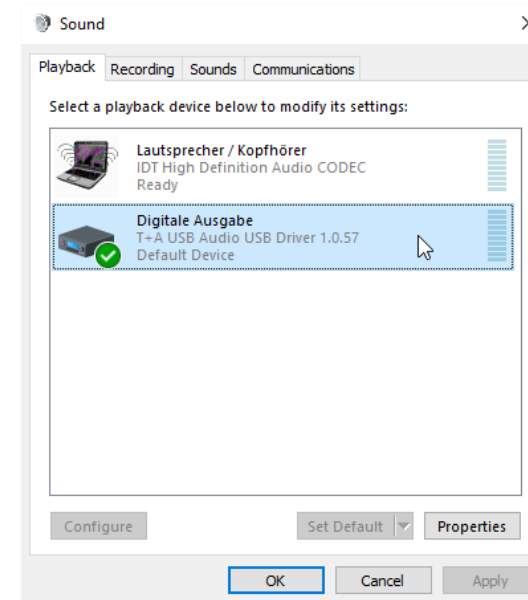 Sound
Playback Recording Sounds Communications
Select a playback device below to modify its settings:
Lautsprecher / Kopfhörer
IDT High Definition Audio CODEC
Ready
Digitale Ausgabe
T+A USB Audio USB Driver 1.0.57
Default Device
Configure Set Default Properties
OK Cancel Apply